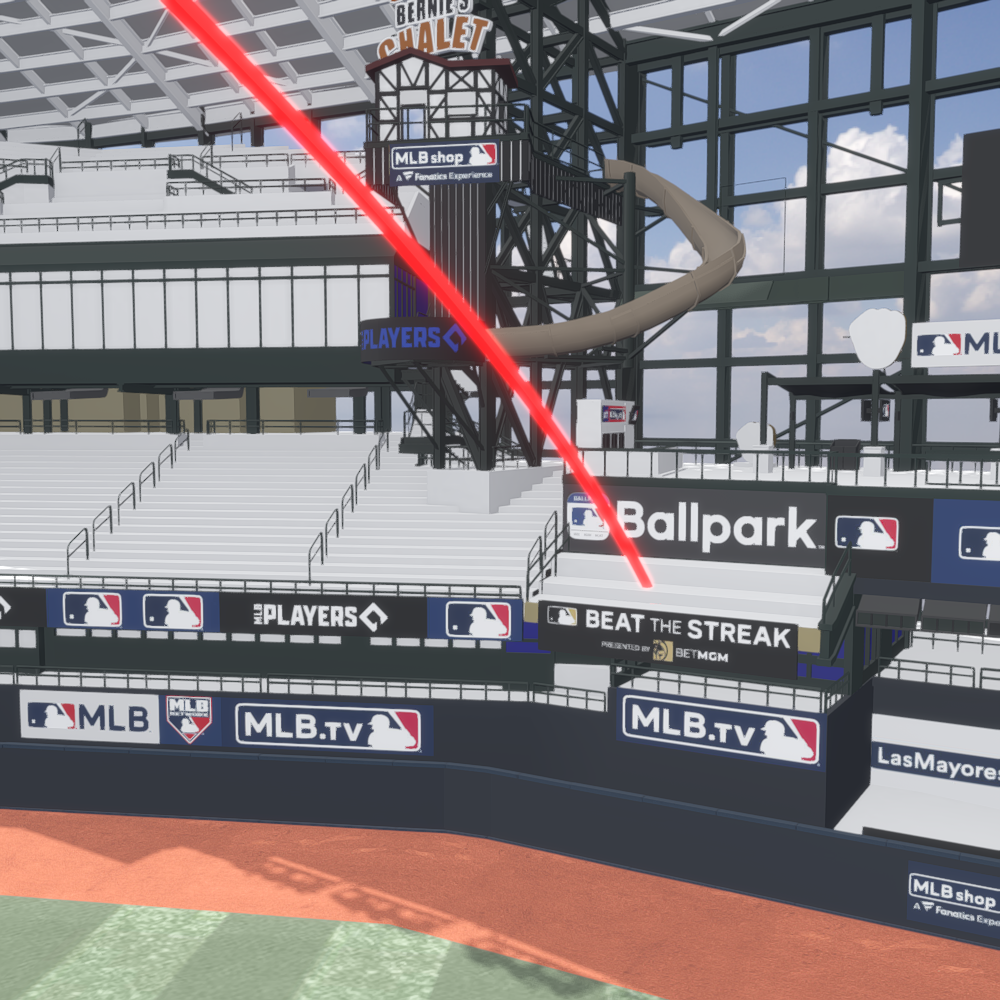 BERNIE'S
CHALET
MLB shop
A Fanatics Experience
PLAYERS
ML
Ballpark
MLB PLAYERS
BEAT THE STREAK
PRESENTED BY BETMGM
MLB
MLB.TV
MLB.TV
LasMayores
MLB shop
A Fanatics Expe